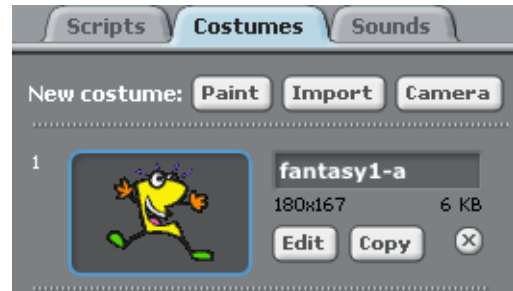 Scripts Costumes Sounds
New costume: Paint Import Camera
1
fantasy1-a
180x167 6 KB
Edit Copy